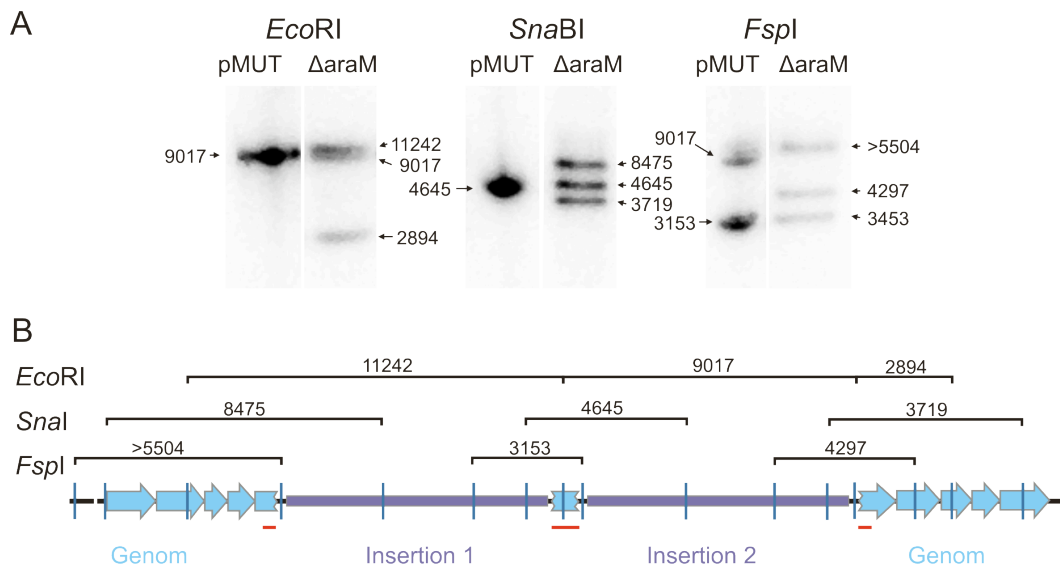 A
EcoRI SnaBI FspI
pMUT ΔaraM pMUT ΔaraM pMUT ΔaraM
9017 11242 9017 2894
4645 8475 4645 3719
9017 3153 >5504 4297 3453
B
EcoRI 11242 9017 2894
SnaI 8475 4645 3719
FspI >5504 3153 4297
Genom Insertion 1 Insertion 2 Genom